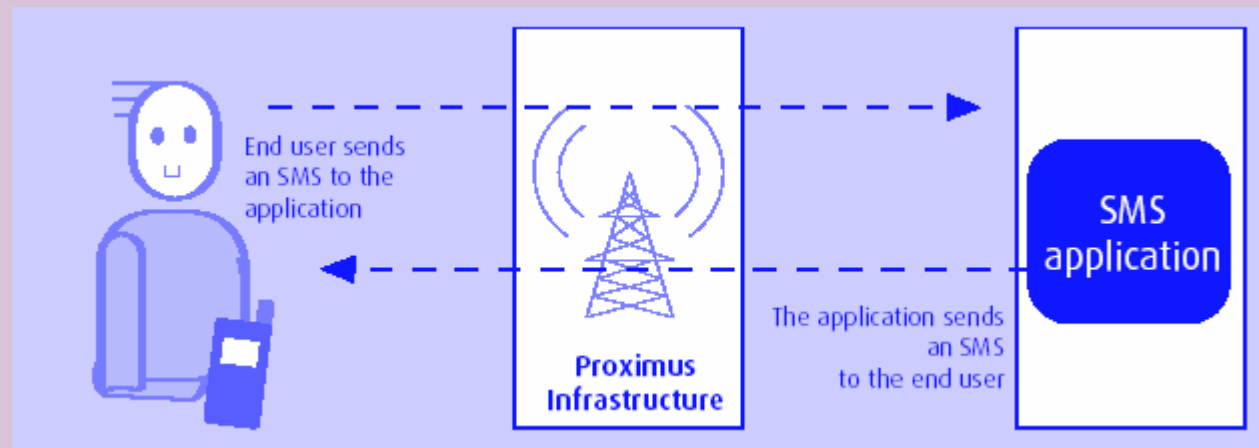 End user sends
an SMS to the
application
Proximus
Infrastructure
The application sends
an SMS
to the end user
SMS
application